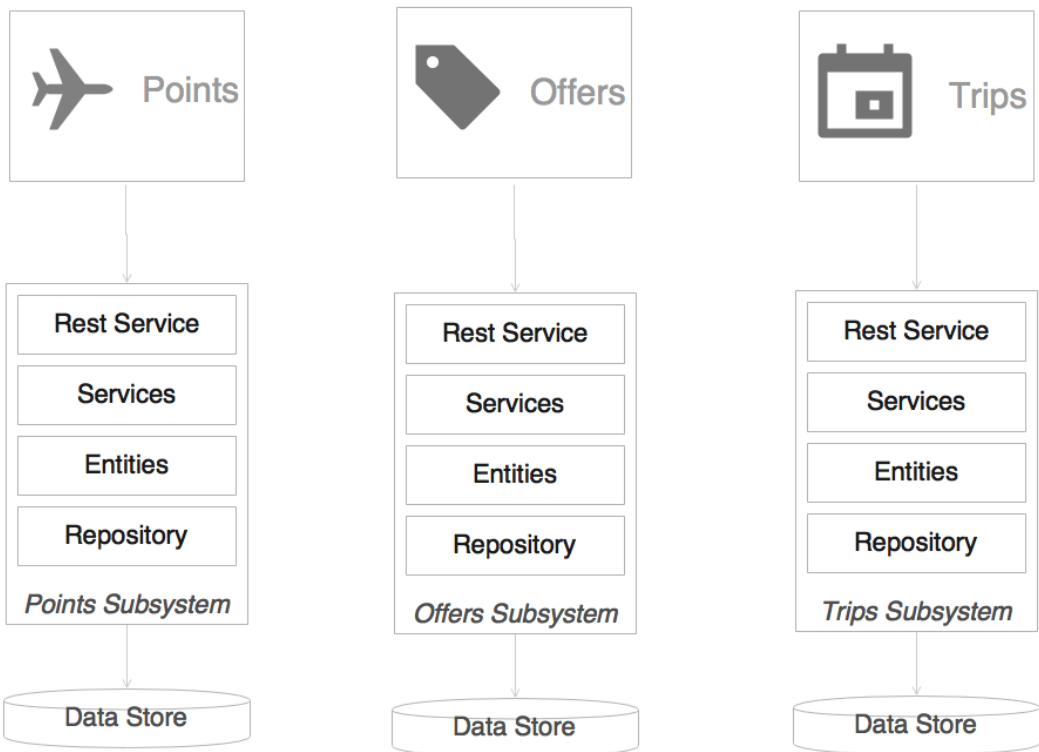 Points
Offers
Trips
Rest Service
Services
Entities
Repository
Points Subsystem
Data Store
Rest Service
Services
Entities
Repository
Offers Subsystem
Data Store
Rest Service
Services
Entities
Repository
Trips Subsystem
Data Store